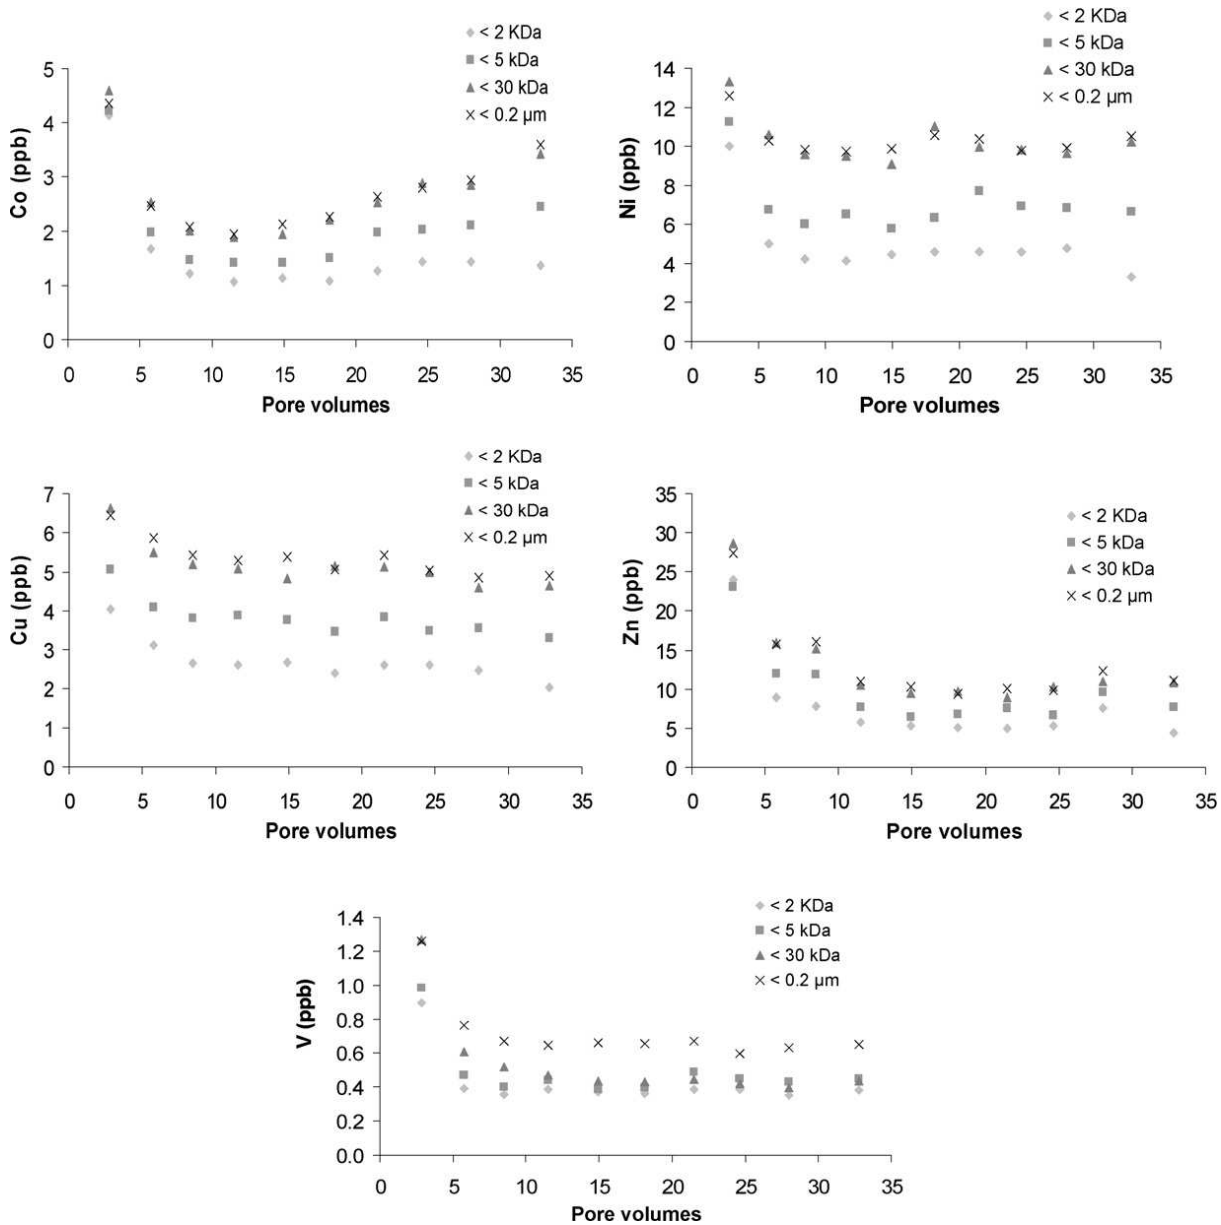 < 2 KDa
< 5 kDa
< 30 kDa
< 0.2 µm
Co (ppb)
5
4
3
2
1
0
0 5 10 15 20 25 30 35
Pore volumes
< 2 KDa
< 5 kDa
< 30 kDa
< 0.2 µm
Ni (ppb)
14
12
10
8
6
4
2
0
0 5 10 15 20 25 30 35
Pore volumes
< 2 KDa
< 5 kDa
< 30 kDa
< 0.2 µm
Cu (ppb)
7
6
5
4
3
2
1
0
0 5 10 15 20 25 30 35
Pore volumes
< 2 KDa
< 5 kDa
< 30 kDa
< 0.2 µm
Zn (ppb)
35
30
25
20
15
10
5
0
0 5 10 15 20 25 30 35
Pore volumes
< 2 KDa
< 5 kDa
< 30 kDa
< 0.2 µm
V (ppb)
1.4
1.2
1.0
0.8
0.6
0.4
0.2
0.0
0 5 10 15 20 25 30 35
Pore volumes